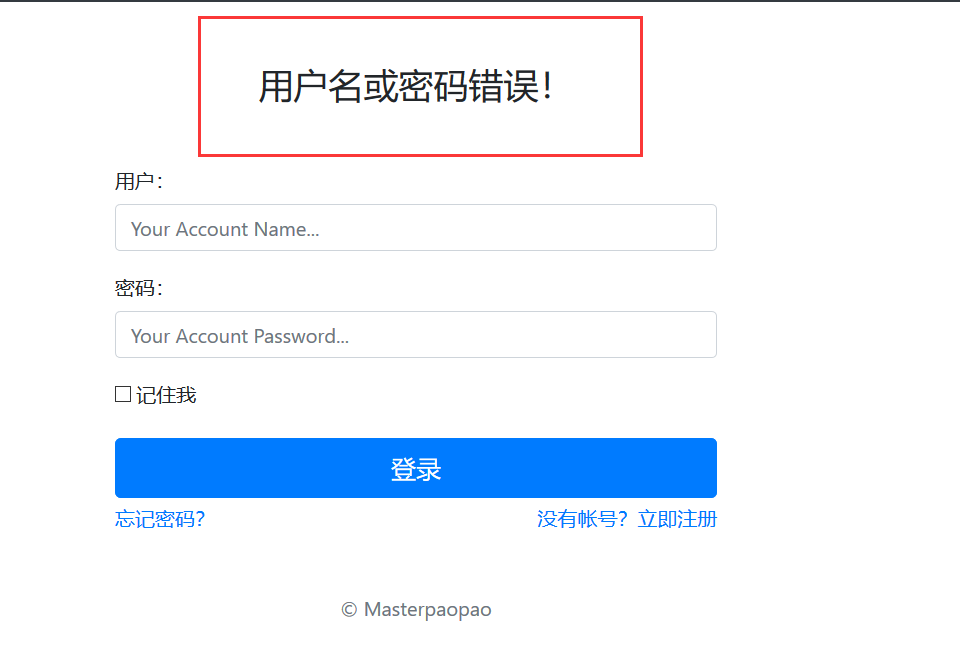 用户名或密码错误！
用户：
Your Account Name...
密码：
Your Account Password...
记住我
登录
忘记密码？ 没有帐号？立即注册
© Masterpaopao